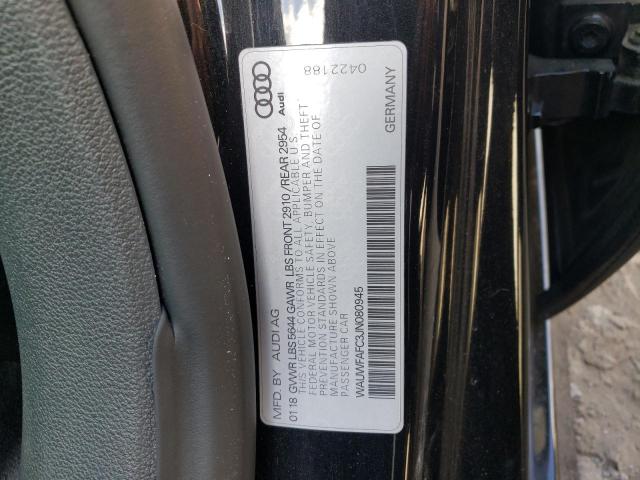 MFD. BY AUDI AG
Audi
01.18 GVWR LBS 5644 GAWR LBS FRONT 2910 / REAR 2954
THIS VEHICLE CONFORMS TO ALL APPLICABLE U.S.
FEDERAL MOTOR VEHICLE SAFETY, BUMPER AND THEFT
PREVENTION STANDARDS IN EFFECT ON THE DATE OF
MANUFACTURE SHOWN ABOVE
PASSENGER CAR
WAUWFAFC3JN080945
0422188
GERMANY